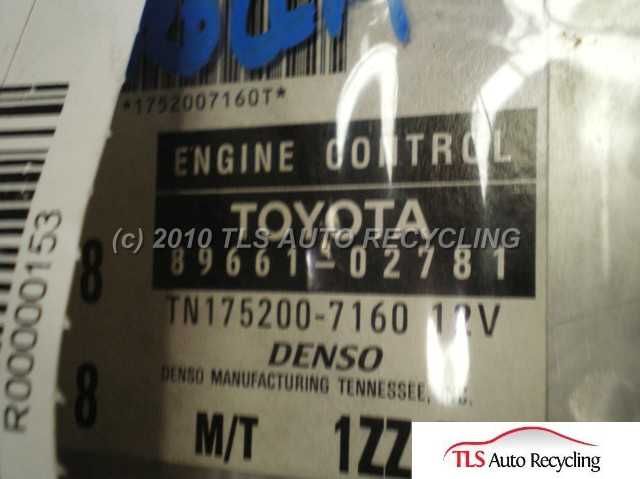 *1752007160T*
ENGINE CONTROL
TOYOTA
(c) 2010 TLS AUTO RECYCLING
89661-02781
TN175200-7160 12V
DENSO
DENSO MANUFACTURING TENNESSEE, INC.
M/T 1ZZ
8
8
R000000153
TLS Auto Recycling